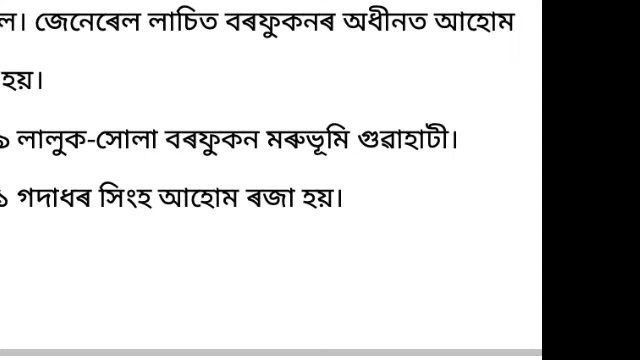 ল। জেনেৰেল লাচিত বৰফুকনৰ অধীনত আহোম
হয়।
৯ লালুক-সোলা বৰফুকন মৰুভূমি গুৱাহাটী।
১ গদাধৰ সিংহ আহোম ৰজা হয়।